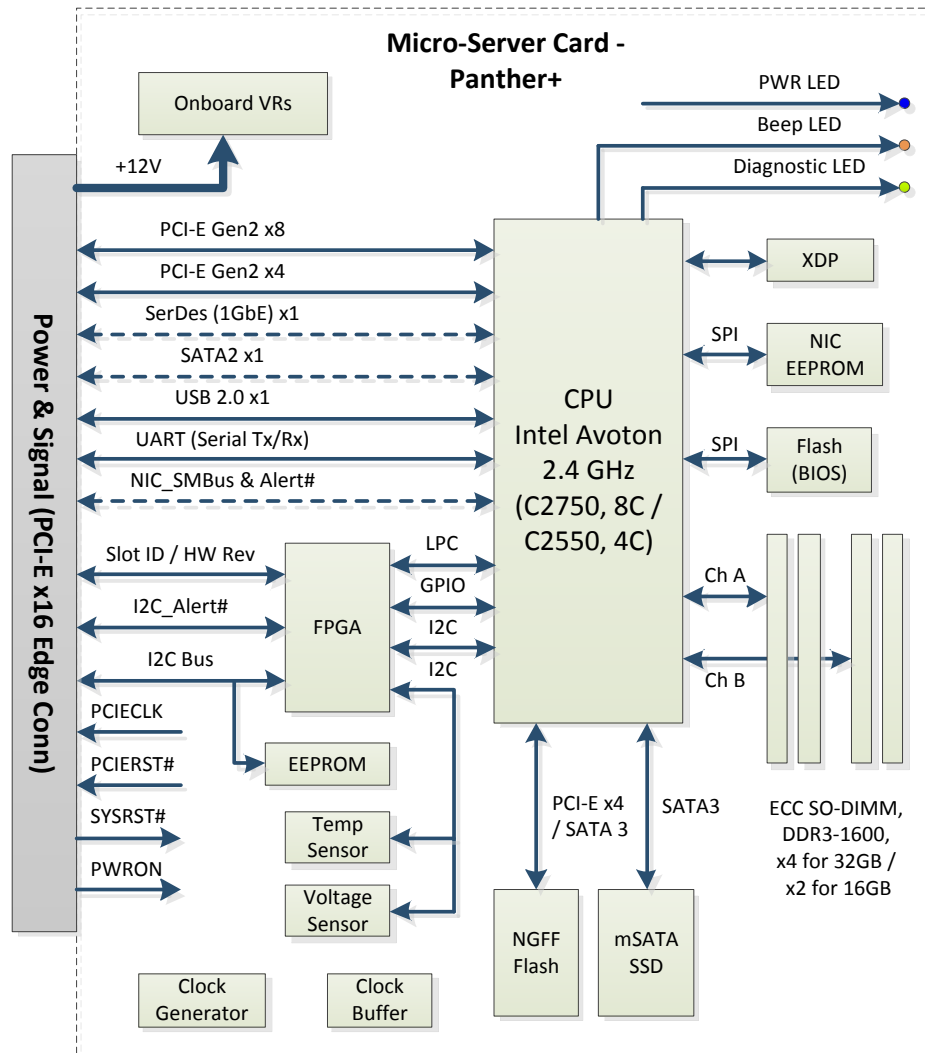 Micro-Server Card -
Panther+
Onboard VRs
+12V
PWR LED
Beep LED
Diagnostic LED
Power & Signal (PCI-E x16 Edge Conn)
PCI-E Gen2 x8
PCI-E Gen2 x4
SerDes (1GbE) x1
SATA2 x1
USB 2.0 x1
UART (Serial Tx/Rx)
NIC_SMBus & Alert#
CPU
Intel Avoton
2.4 GHz
(C2750, 8C /
C2550, 4C)
XDP
SPI
NIC
EEPROM
SPI
Flash
(BIOS)
Slot ID / HW Rev
I2C_Alert#
I2C Bus
FPGA
LPC
GPIO
I2C
I2C
Ch A
Ch B
PCIECLK
PCIERST#
SYSRST#
PWRON
EEPROM
Temp
Sensor
Voltage
Sensor
PCI-E x4
/ SATA 3
SATA3
ECC SO-DIMM,
DDR3-1600,
x4 for 32GB /
x2 for 16GB
NGFF
Flash
mSATA
SSD
Clock
Generator
Clock
Buffer